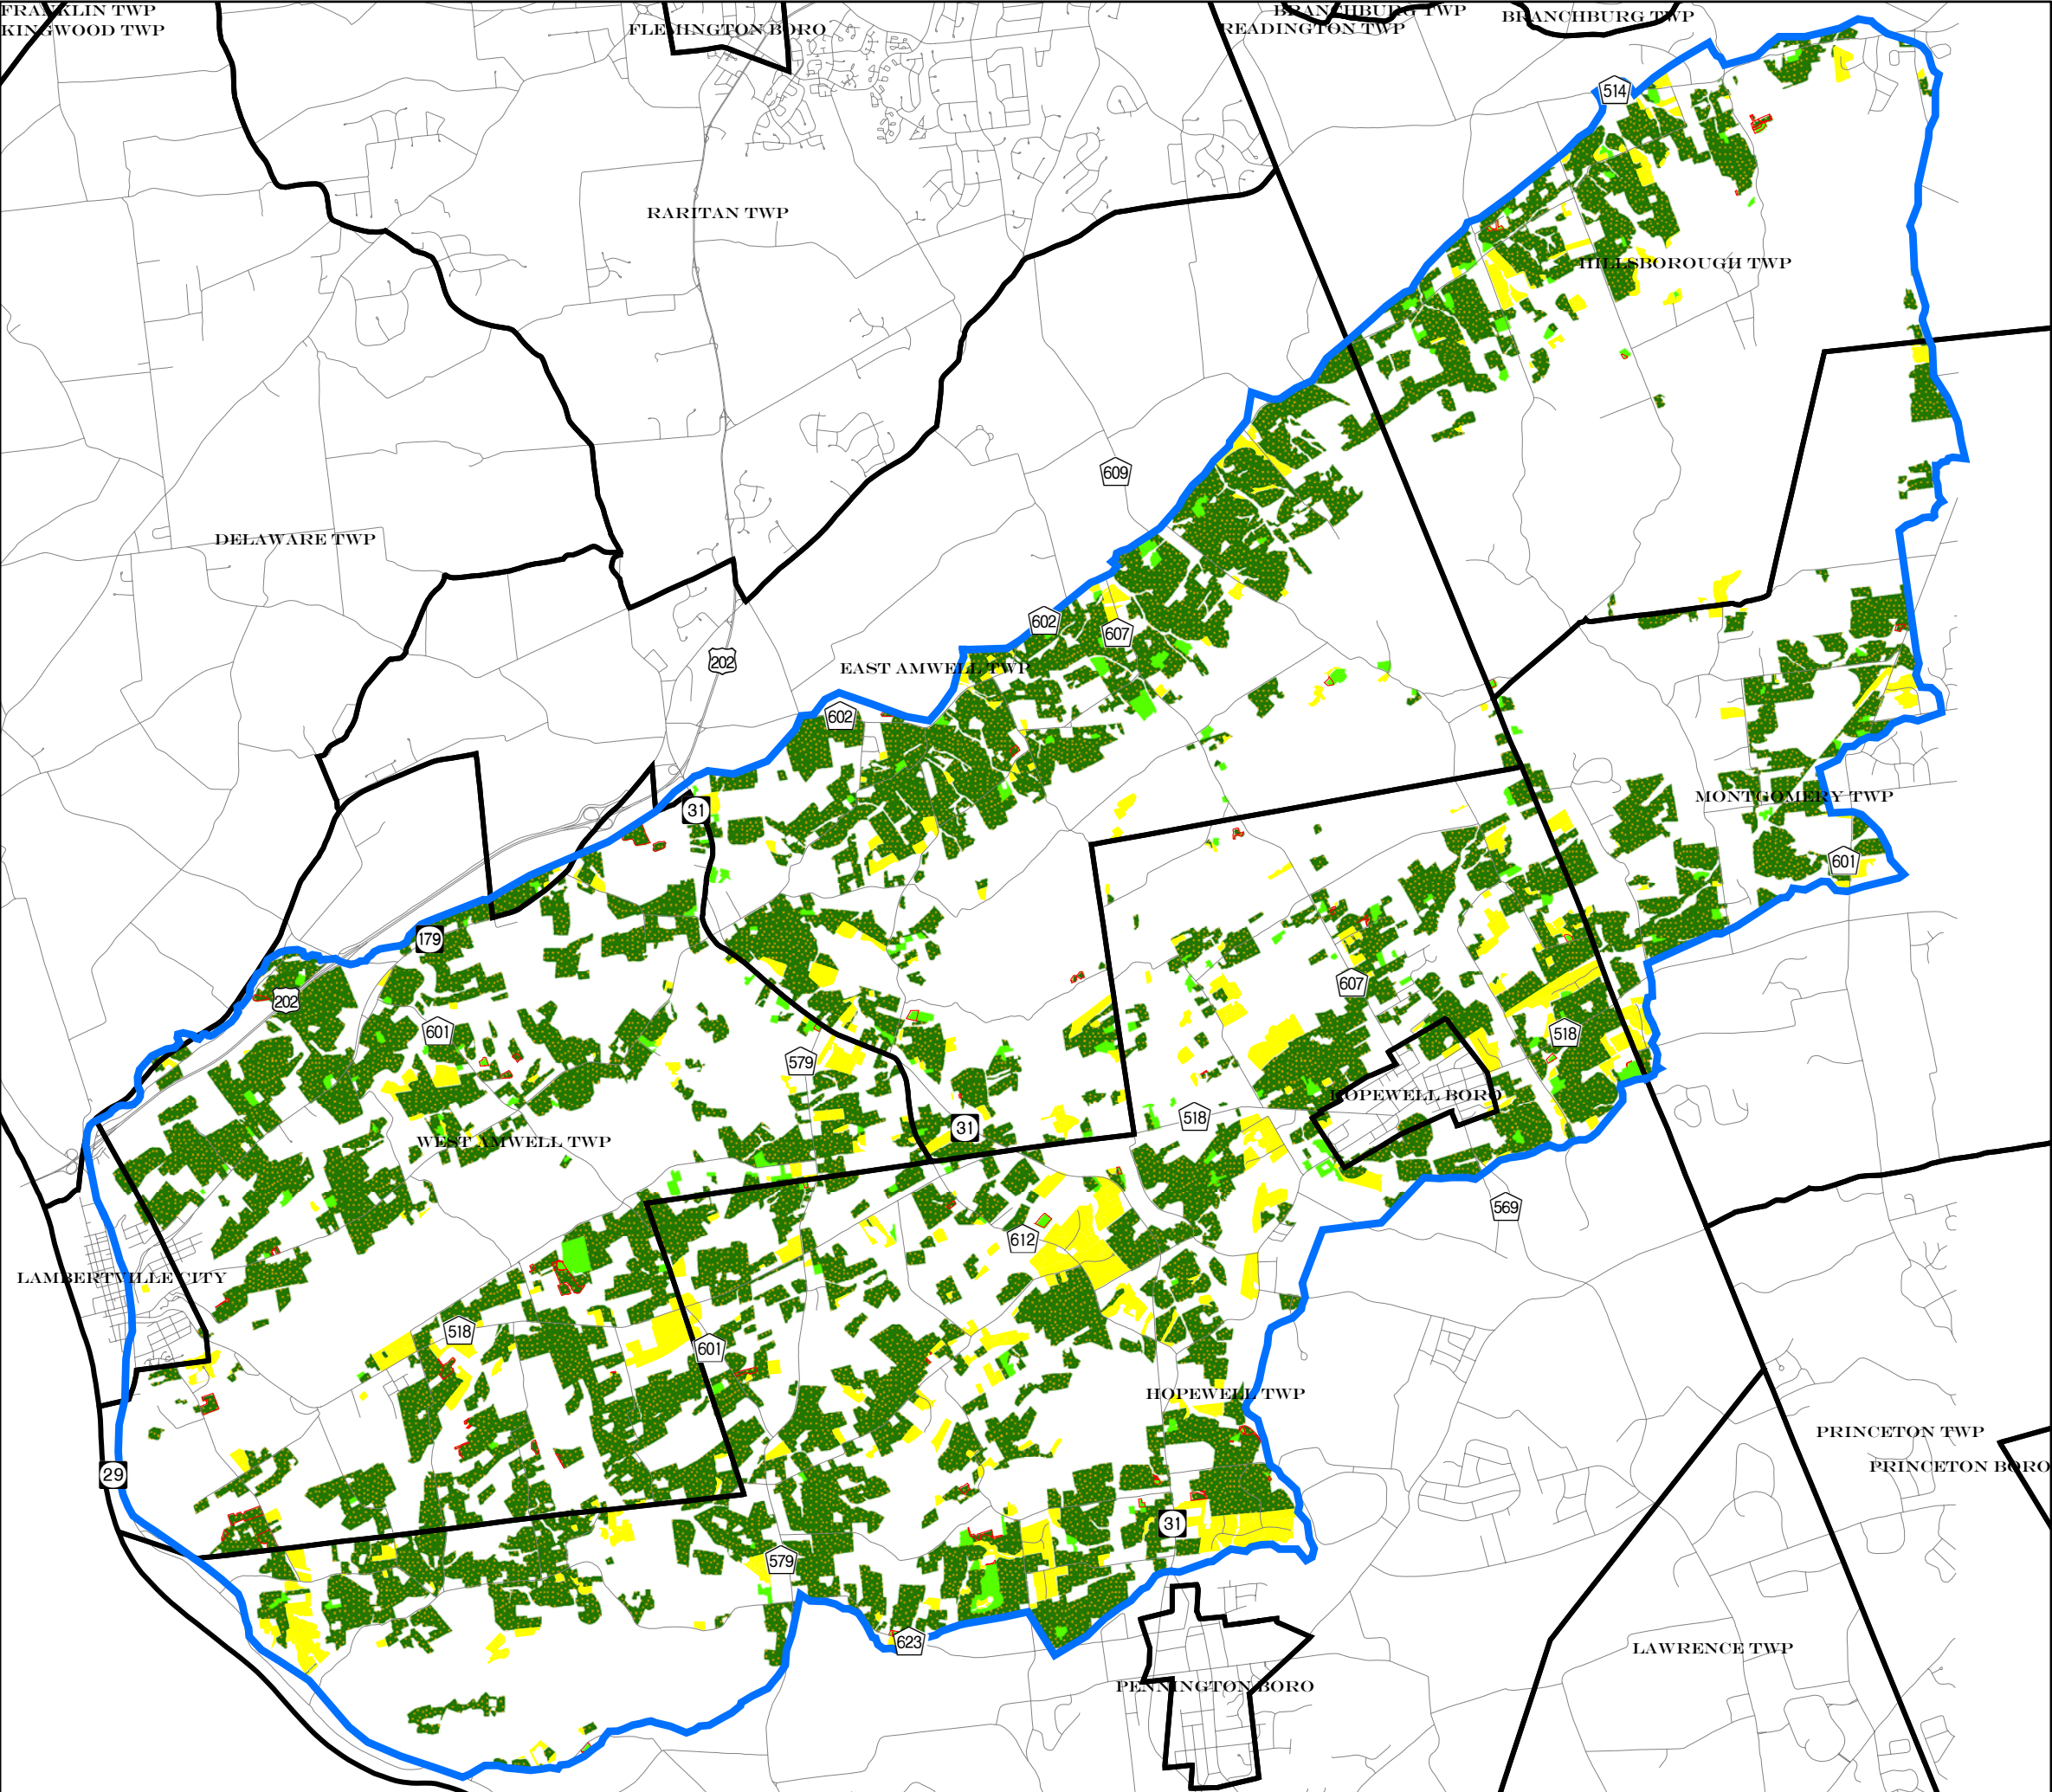 FRANKLIN TWP
KINGWOOD TWP
FLEMINGTON BORO
BRANCHBURG TWP
READINGTON TWP
BRANCHBURG TWP
514
RARITAN TWP
HILLSBOROUGH TWP
609
DELAWARE TWP
602
607
202
EAST AMWELL TWP
602
31
MONTGOMERY TWP
601
179
607
202
601
518
579
HOPEWELL BORO
518
31
WEST AMWELL TWP
569
612
LAMBERTVILLE CITY
518
601
HOPEWELL TWP
PRINCETON TWP
PRINCETON BORO
29
31
579
623
LAWRENCE TWP
PENNINGTON BORO